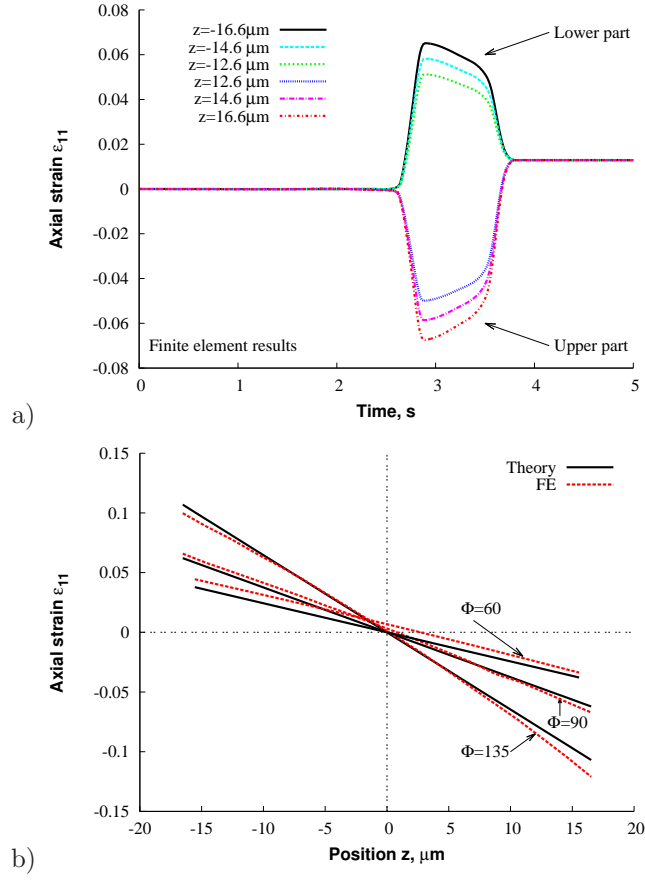 a)
Axial strain ε11
0.08
0.06
0.04
0.02
0
-0.02
-0.04
-0.06
-0.08
z=-16.6μm
z=-14.6 μm
z=-12.6 μm
z=12.6 μm
z=14.6 μm
z=16.6μm
Lower part
Upper part
Finite element results
0 1 2 3 4 5
Time, s
b)
Axial strain ε11
0.15
0.1
0.05
0
-0.05
-0.1
-0.15
Theory
FE
Φ=60
Φ=90
Φ=135
-20 -15 -10 -5 0 5 10 15 20
Position z, μm